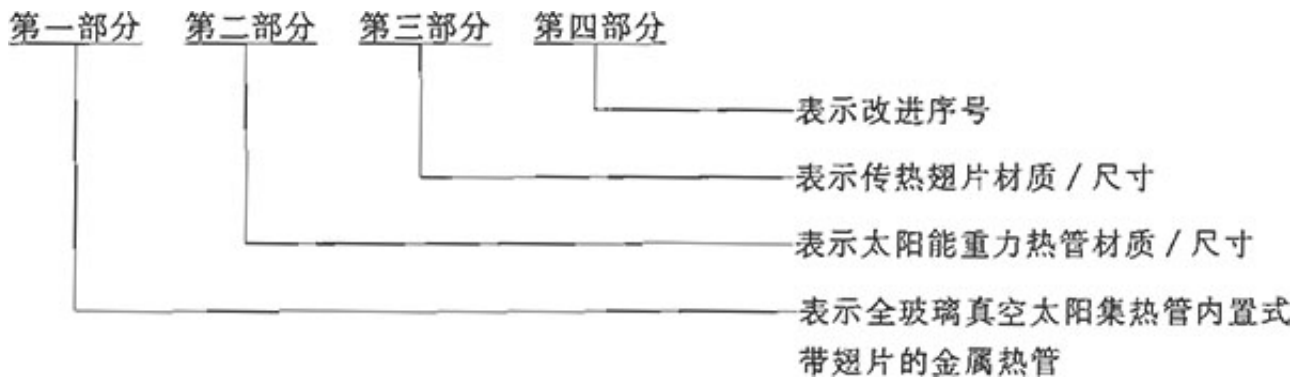 第一部分 第二部分 第三部分 第四部分
表示改进序号
表示传热翅片材质/尺寸
表示太阳能重力热管材质/尺寸
表示全玻璃真空太阳集热管内置式
带翅片的金属热管